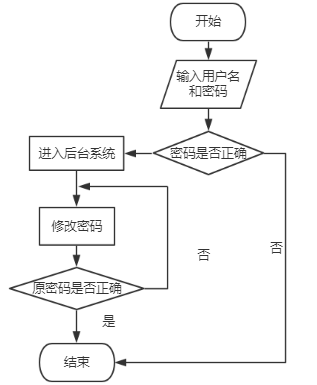 开始
输入用户名
和密码
密码是否正确
进入后台系统
修改密码
否
否
原密码是否正确
是
结束